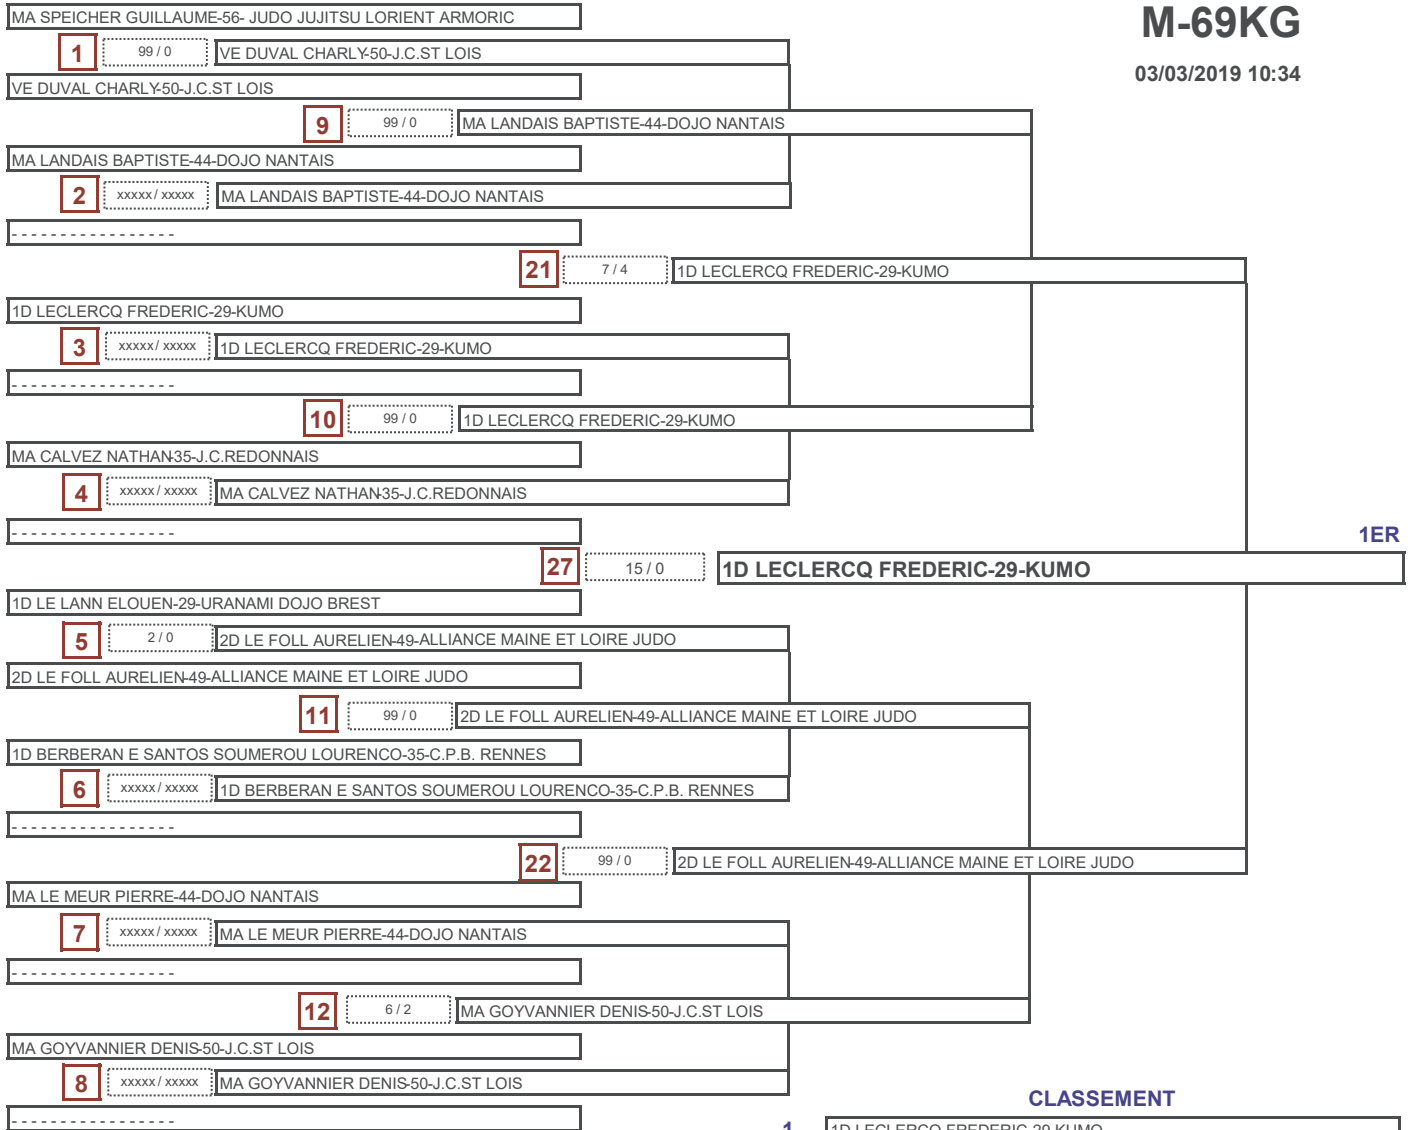 MA SPEICHER GUILLAUME-56- JUDO JUJITSU LORIENT ARMORIC
M-69KG
1 99 / 0 VE DUVAL CHARLY-50-J.C.ST LOIS
03/03/2019 10:34
VE DUVAL CHARLY-50-J.C.ST LOIS
9 99 / 0 MA LANDAIS BAPTISTE-44-DOJO NANTAIS
MA LANDAIS BAPTISTE-44-DOJO NANTAIS
2 xxxxx / xxxxx MA LANDAIS BAPTISTE-44-DOJO NANTAIS
- - - - - - - - - - - - - - - - -
21 7 / 4 1D LECLERCQ FREDERIC-29-KUMO
1D LECLERCQ FREDERIC-29-KUMO
3 xxxxx / xxxxx 1D LECLERCQ FREDERIC-29-KUMO
- - - - - - - - - - - - - - - - -
10 99 / 0 1D LECLERCQ FREDERIC-29-KUMO
MA CALVEZ NATHAN-35-J.C.REDONNAIS
4 xxxxx / xxxxx MA CALVEZ NATHAN-35-J.C.REDONNAIS
- - - - - - - - - - - - - - - - -
1ER
27 15 / 0 1D LECLERCQ FREDERIC-29-KUMO
1D LE LANN ELOUEN-29-URANAMI DOJO BREST
5 2 / 0 2D LE FOLL AURELIEN-49-ALLIANCE MAINE ET LOIRE JUDO
2D LE FOLL AURELIEN-49-ALLIANCE MAINE ET LOIRE JUDO
11 99 / 0 2D LE FOLL AURELIEN-49-ALLIANCE MAINE ET LOIRE JUDO
1D BERBERAN E SANTOS SOUMEROU LOURENCO-35-C.P.B. RENNES
6 xxxxx / xxxxx 1D BERBERAN E SANTOS SOUMEROU LOURENCO-35-C.P.B. RENNES
- - - - - - - - - - - - - - - - -
22 99 / 0 2D LE FOLL AURELIEN-49-ALLIANCE MAINE ET LOIRE JUDO
MA LE MEUR PIERRE-44-DOJO NANTAIS
7 xxxxx / xxxxx MA LE MEUR PIERRE-44-DOJO NANTAIS
- - - - - - - - - - - - - - - - -
12 6 / 2 MA GOYVANNIER DENIS-50-J.C.ST LOIS
MA GOYVANNIER DENIS-50-J.C.ST LOIS
8 xxxxx / xxxxx MA GOYVANNIER DENIS-50-J.C.ST LOIS
CLASSEMENT
- - - - - - - - - - - - - - - - -
1 1D LECLERCQ FREDERIC-29-KUMO